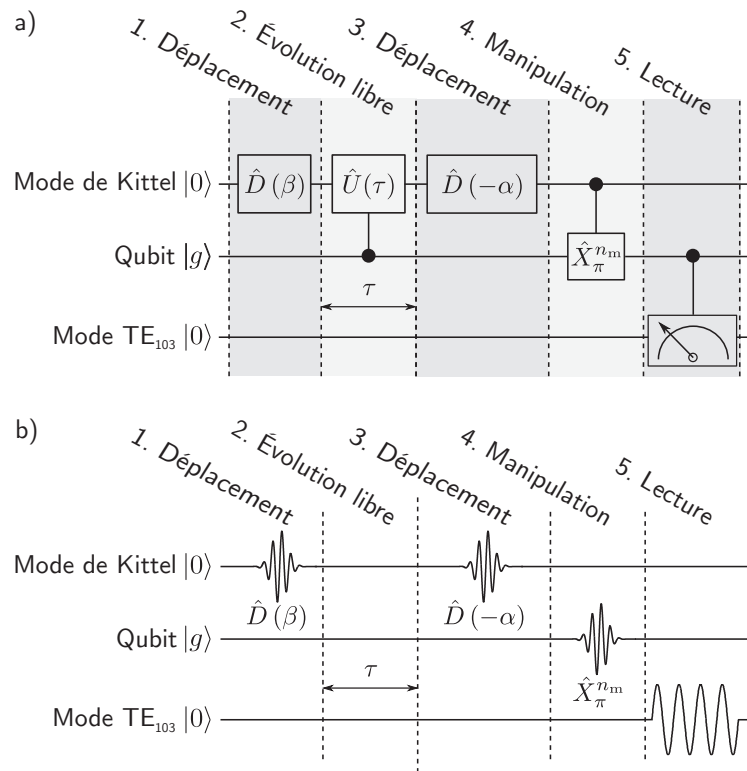 a)
1. Déplacement
2. Évolution libre
3. Déplacement
4. Manipulation
5. Lecture
Mode de Kittel |0⟩
D̂ (β)
Û(τ)
D̂ (−α)
Qubit |g⟩
X̂π^nm
τ
Mode TE₁₀₃ |0⟩
b)
1. Déplacement
2. Évolution libre
3. Déplacement
4. Manipulation
5. Lecture
Mode de Kittel |0⟩
D̂ (β)
D̂ (−α)
Qubit |g⟩
τ
X̂π^nm
Mode TE₁₀₃ |0⟩